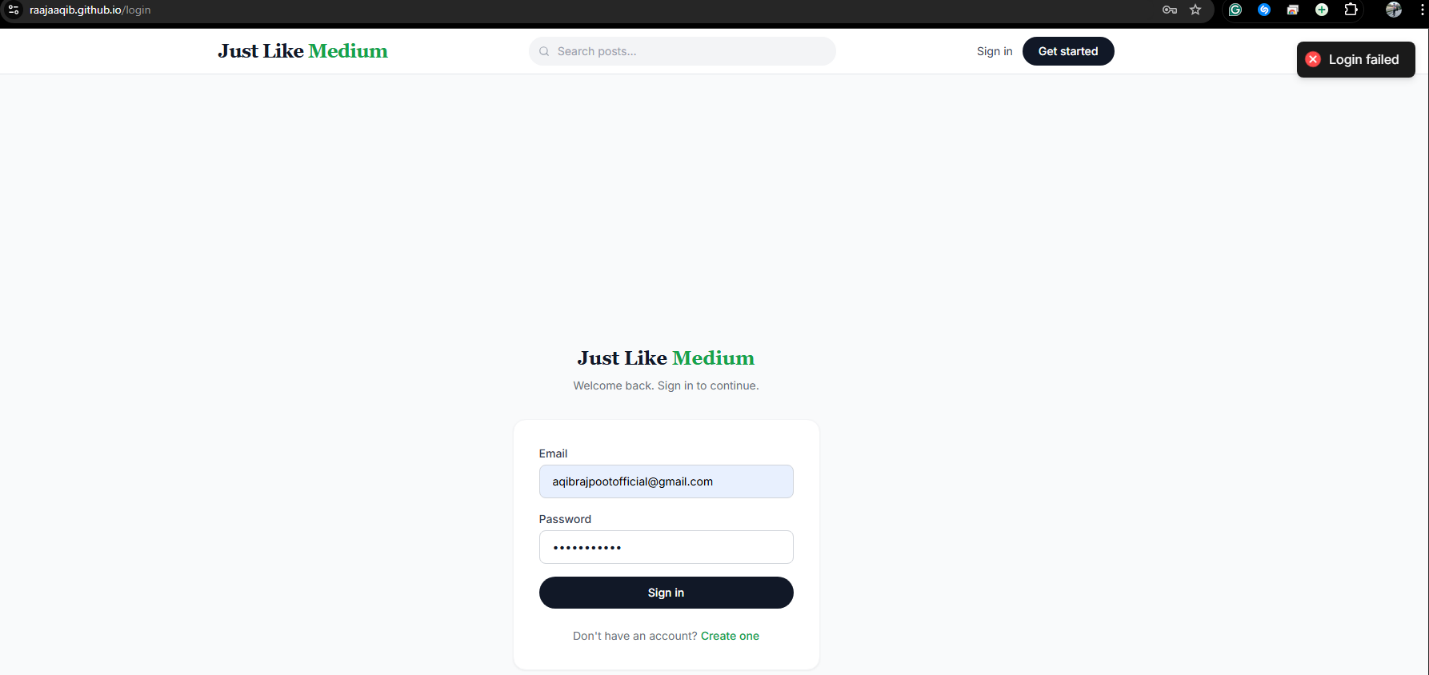 raajaaqib.github.io/login
Just Like Medium
Search posts...
Sign in
Get started
Login failed
Just Like Medium
Welcome back. Sign in to continue.
Email
aqibrajpootofficial@gmail.com
Password
•••••••••••
Sign in
Don't have an account? Create one